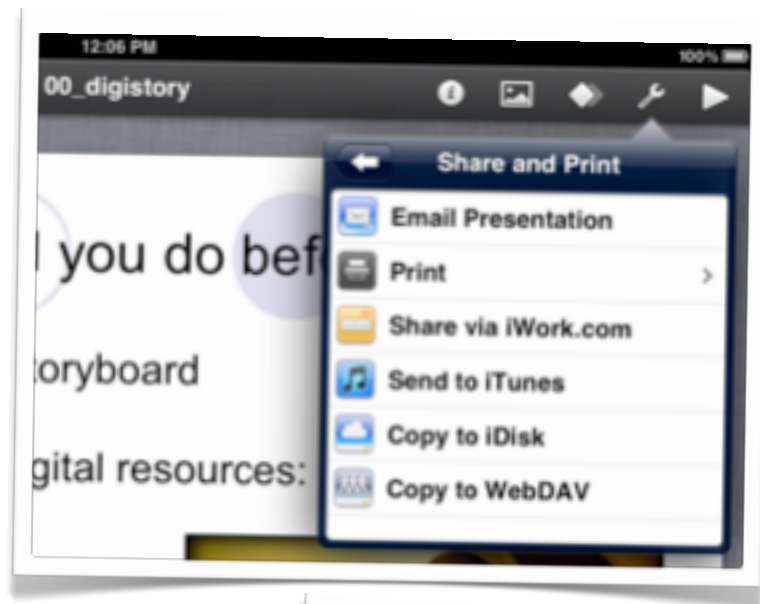 12:06 PM
100%
00_digistory
Share and Print
Email Presentation
you do bef
Print
Share via iWork.com
toryboard
Send to iTunes
Copy to iDisk
gital resources:
Copy to WebDAV